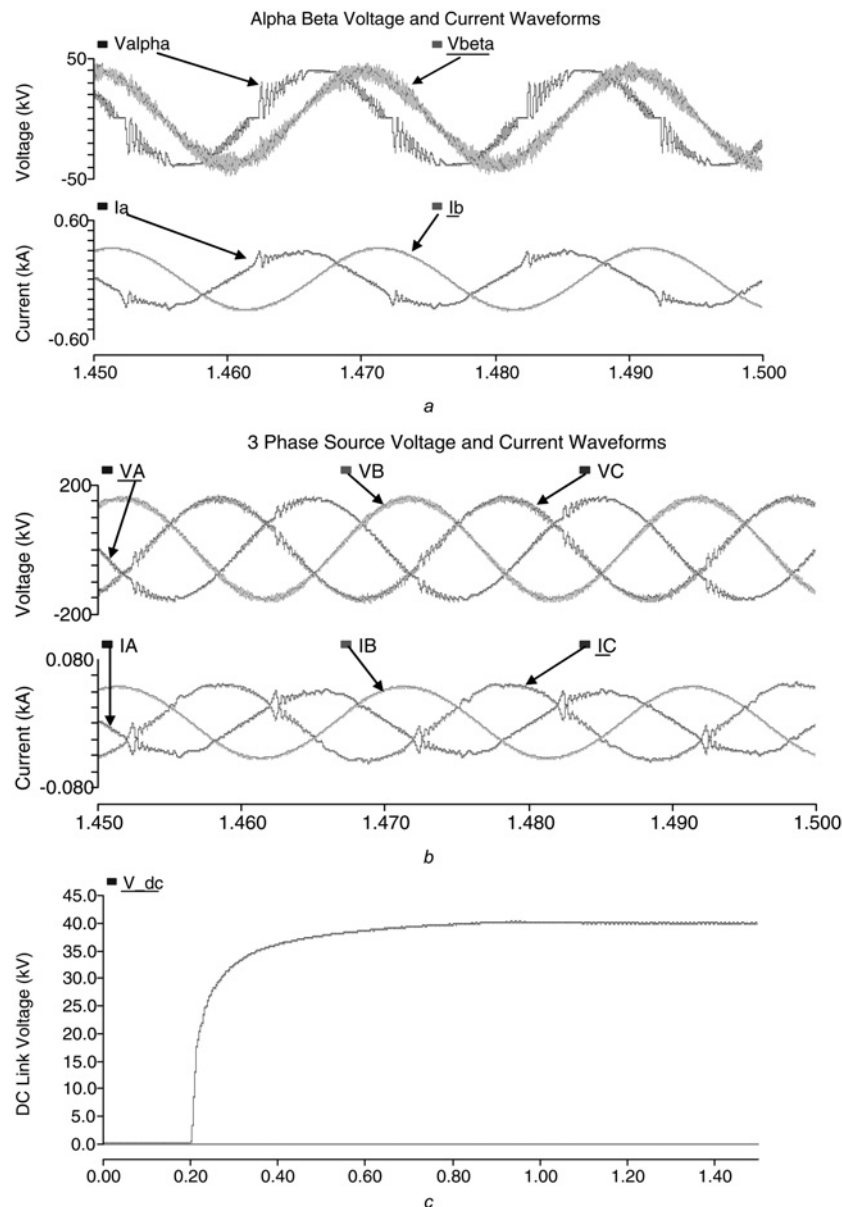 Alpha Beta Voltage and Current Waveforms
Valpha Vbeta
50
Voltage (kV)
-50
Ia Ib
0.60
Current (kA)
-0.60
1.450 1.460 1.470 1.480 1.490 1.500
a
3 Phase Source Voltage and Current Waveforms
VA VB VC
200
Voltage (kV)
-200
IA IB IC
0.080
Current (kA)
-0.080
1.450 1.460 1.470 1.480 1.490 1.500
b
V_dc
45.0
40.0
35.0
30.0
25.0
20.0
15.0
10.0
5.0
0.0
DC Link Voltage (kV)
0.00 0.20 0.40 0.60 0.80 1.00 1.20 1.40
c